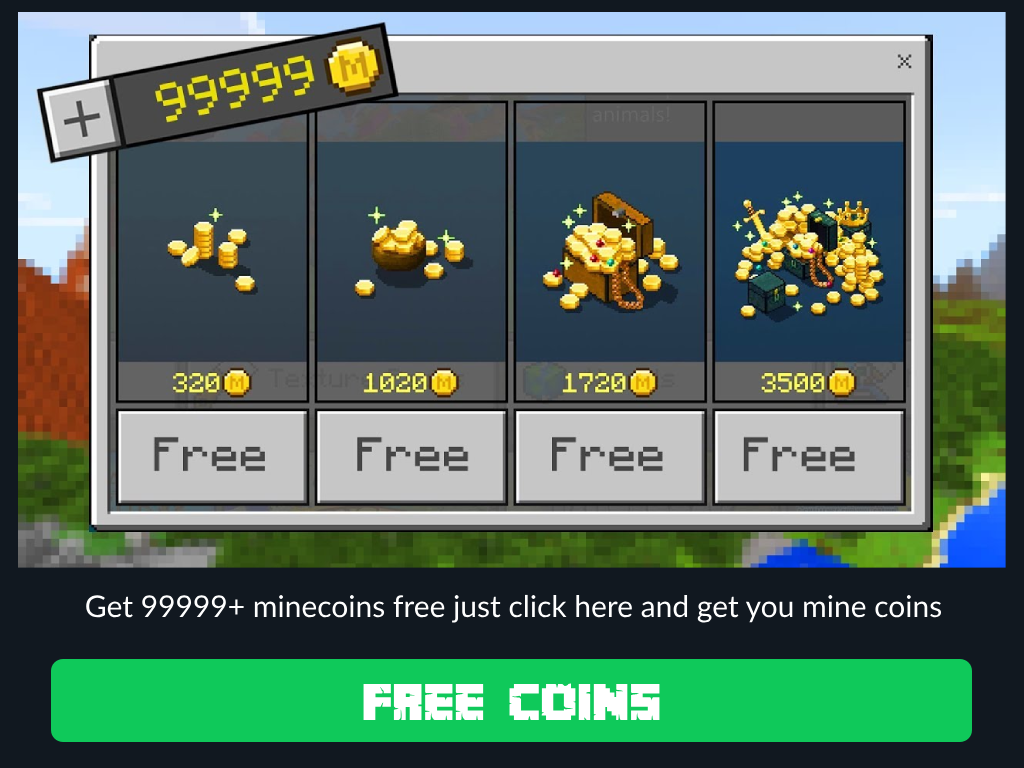 99999
animals!
320
1020
1720
3500
Free
Free
Free
Free
Get 99999+ minecoins free just click here and get you mine coins
FREE COINS